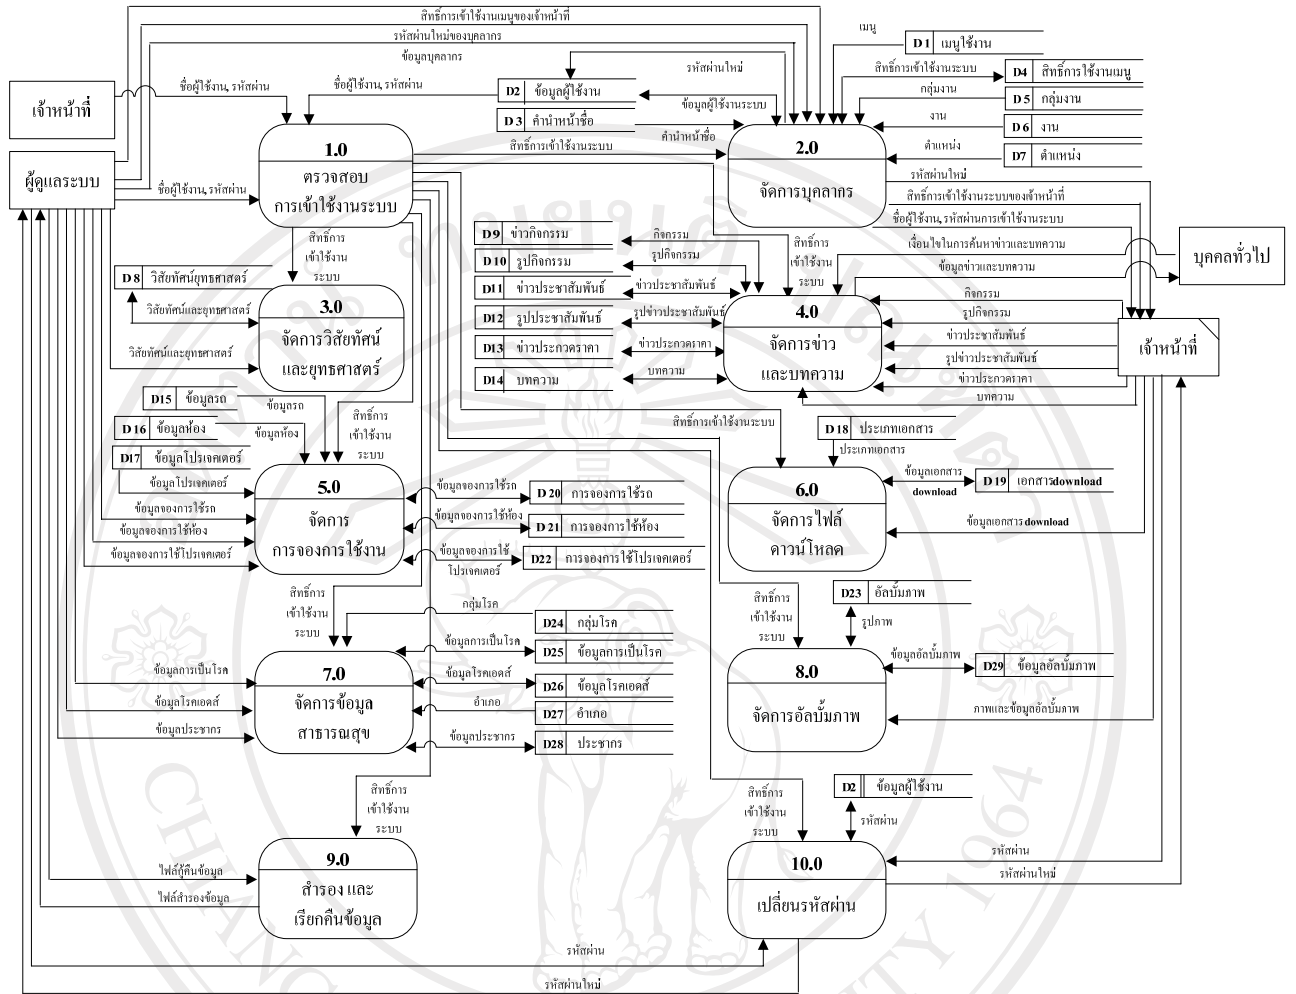 สิทธิ์การเข้าใช้งานเมนูของเจ้าหน้าที่
รหัสผ่านใหม่ของบุคลากร
ข้อมูลบุคลากร
เมนู
D 1 เมนูใช้งาน
รหัสผ่านใหม่
สิทธิ์การเข้าใช้งานระบบ
D4 สิทธิ์การใช้งานเมนู
เจ้าหน้าที่
ชื่อผู้ใช้งาน, รหัสผ่าน
ชื่อผู้ใช้งาน, รหัสผ่าน
D2 ข้อมูลผู้ใช้งาน
ข้อมูลผู้ใช้งานระบบ
กลุ่มงาน
D 5 กลุ่มงาน
D 3 คำนำหน้าชื่อ
คำนำหน้าชื่อ
งาน
D 6 งาน
ตำแหน่ง
D7 ตำแหน่ง
1.0
ตรวจสอบ
การเข้าใช้งานระบบ
สิทธิ์การเข้าใช้งานระบบ
2.0
จัดการบุคลากร
ผู้ดูแลระบบ
ชื่อผู้ใช้งาน, รหัสผ่าน
รหัสผ่านใหม่
สิทธิ์การเข้าใช้งานระบบของเจ้าหน้าที่
ชื่อผู้ใช้งาน, รหัสผ่านการเข้าใช้งานระบบ
เงื่อนไขในการค้นหาข่าวและบทความ
ข้อมูลข่าวและบทความ
บุคคลทั่วไป
สิทธิ์การ
เข้าใช้งาน
ระบบ
D9 ข่าวกิจกรรม
กิจกรรม
D 10 รูปกิจกรรม
รูปกิจกรรม
D11 ข่าวประชาสัมพันธ์
ข่าวประชาสัมพันธ์
D12 รูปประชาสัมพันธ์
รูปข่าวประชาสัมพันธ์
D13 ข่าวประกวดราคา
ข่าวประกวดราคา
D14 บทความ
บทความ
สิทธิ์การ
เข้าใช้งาน
ระบบ
D 8 วิสัยทัศน์ยุทธศาสตร์
วิสัยทัศน์และยุทธศาสตร์
วิสัยทัศน์และยุทธศาสตร์
3.0
จัดการวิสัยทัศน์
และยุทธศาสตร์
4.0
จัดการข่าว
และบทความ
กิจกรรม
รูปกิจกรรม
ข่าวประชาสัมพันธ์
รูปข่าวประชาสัมพันธ์
ข่าวประกวดราคา
บทความ
เจ้าหน้าที่
D15 ข้อมูลรถ
ข้อมูลรถ
D 16 ข้อมูลห้อง
ข้อมูลห้อง
D17 ข้อมูลโปรเจคเตอร์
ข้อมูลโปรเจคเตอร์
สิทธิ์การ
เข้าใช้งาน
ระบบ
สิทธิ์การเข้าใช้งานระบบ
D 18 ประเภทเอกสาร
ประเภทเอกสาร
ข้อมูลจองการใช้รถ
ข้อมูลจองการใช้ห้อง
ข้อมูลจองการใช้โปรเจคเตอร์
5.0
จัดการ
การจองการใช้งาน
ข้อมูลจองการใช้รถ
D 20 การจองการใช้รถ
ข้อมูลจองการใช้ห้อง
D 21 การจองการใช้ห้อง
ข้อมูลจองการใช้
โปรเจคเตอร์
D22 การจองการใช้โปรเจคเตอร์
6.0
จัดการไฟล์
ดาวน์โหลด
ข้อมูลเอกสาร
download
D 19 เอกสารdownload
ข้อมูลเอกสาร download
สิทธิ์การ
เข้าใช้งาน
ระบบ
กลุ่มโรค
D24 กลุ่มโรค
ข้อมูลการเป็นโรค
D25 ข้อมูลการเป็นโรค
ข้อมูลโรคเอดส์
D26 ข้อมูลโรคเอดส์
อำเภอ
D27 อำเภอ
ข้อมูลประชากร
D28 ประชากร
สิทธิ์การ
เข้าใช้งาน
ระบบ
D23 อัลบั้มภาพ
รูปภาพ
ข้อมูลการเป็นโรค
ข้อมูลโรคเอดส์
ข้อมูลประชากร
7.0
จัดการข้อมูล
สาธารณสุข
8.0
จัดการอัลบั้มภาพ
ข้อมูลอัลบั้มภาพ
D29 ข้อมูลอัลบั้มภาพ
ภาพและข้อมูลอัลบั้มภาพ
สิทธิ์การ
เข้าใช้งาน
ระบบ
สิทธิ์การ
เข้าใช้งาน
ระบบ
D2 ข้อมูลผู้ใช้งาน
รหัสผ่าน
ไฟล์กู้คืนข้อมูล
ไฟล์สำรองข้อมูล
9.0
สำรอง และ
เรียกคืนข้อมูล
10.0
เปลี่ยนรหัสผ่าน
รหัสผ่าน
รหัสผ่านใหม่
รหัสผ่าน
รหัสผ่านใหม่